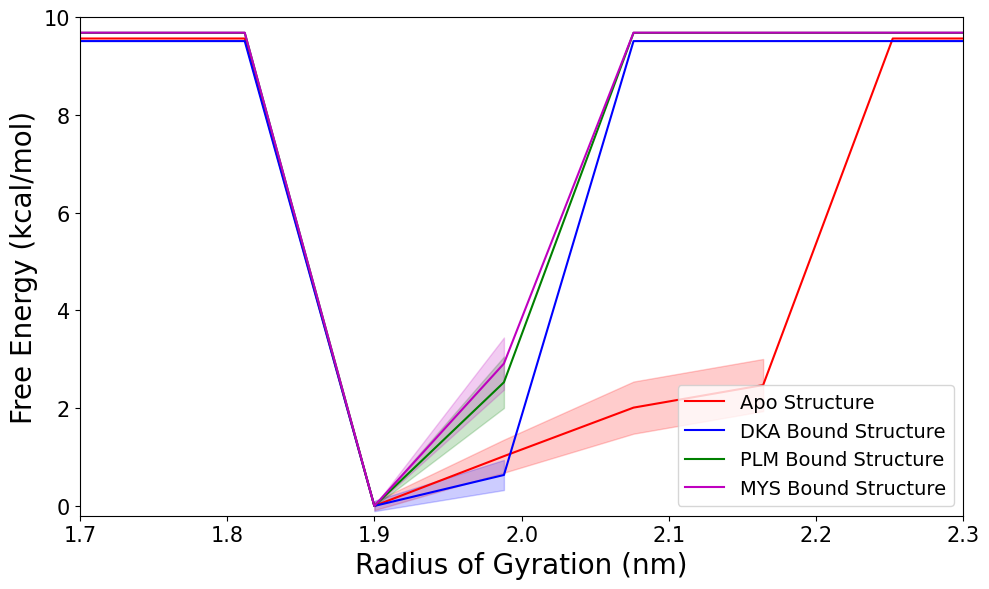 Free Energy (kcal/mol)
10
8
6
4
2
0
Apo Structure
DKA Bound Structure
PLM Bound Structure
MYS Bound Structure
1.7 1.8 1.9 2.0 2.1 2.2 2.3
Radius of Gyration (nm)